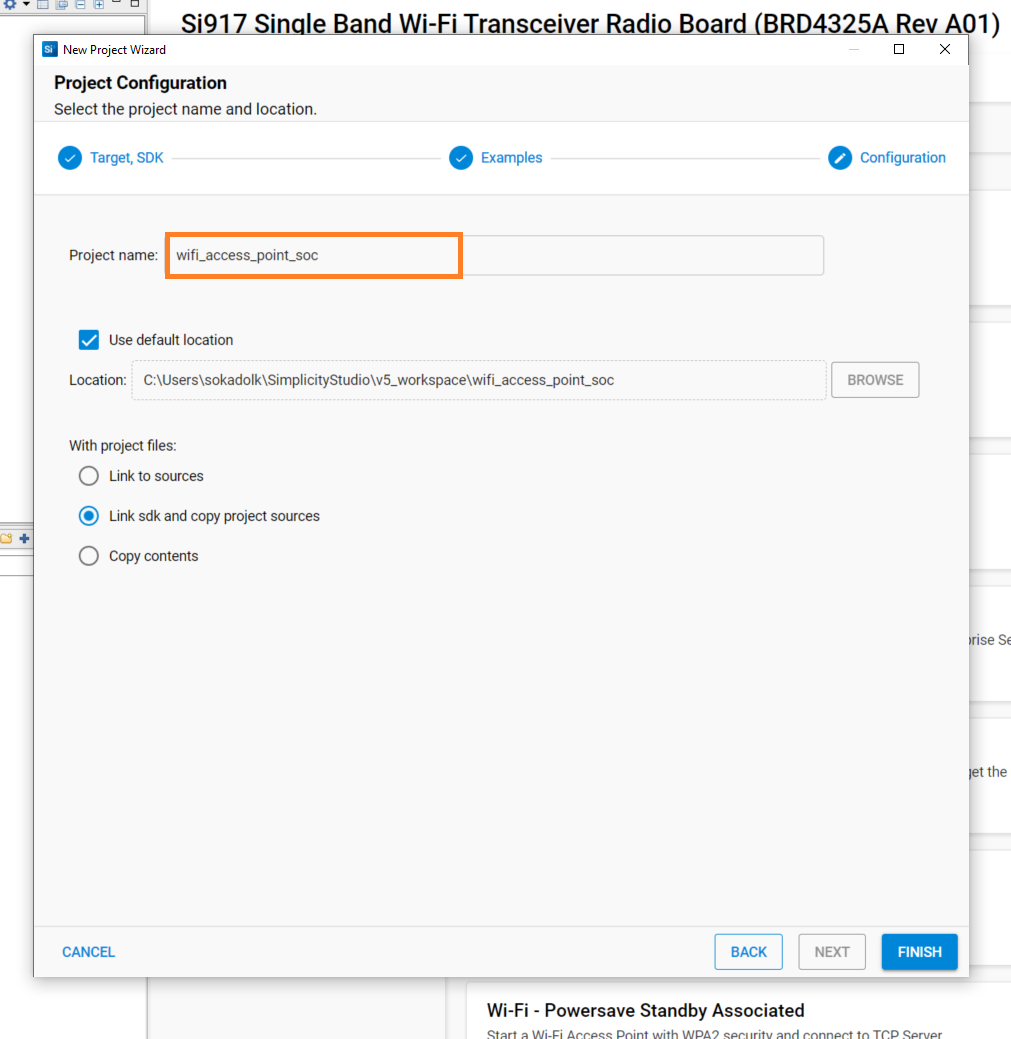 Si917 Single Band Wi-Fi Transceiver Radio Board (BRD4325A Rev A01)
Si New Project Wizard
Project Configuration
Select the project name and location.
Target, SDK Examples Configuration
Project name: wifi_access_point_soc
Use default location
Location: C:\Users\sokadolk\SimplicityStudio\v5_workspace\wifi_access_point_soc BROWSE
With project files:
Link to sources
Link sdk and copy project sources
Copy contents
prise Se
get the
CANCEL BACK NEXT FINISH
Wi-Fi - Powersave Standby Associated
Start a Wi-Fi Access Point with WPA2 security and connect to TCP Server